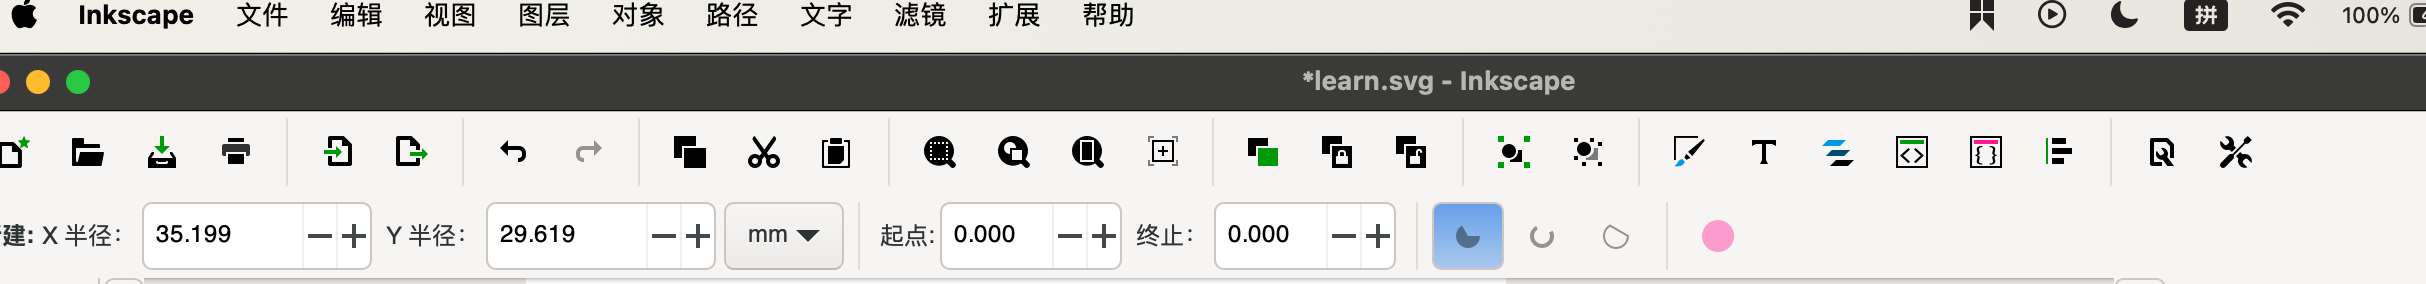 Inkscape 文件 编辑 视图 图层 对象 路径 文字 滤镜 扩展 帮助 拼 100%
*learn.svg - Inkscape
建: X 半径: 35.199 Y 半径: 29.619 mm 起点: 0.000 终止: 0.000